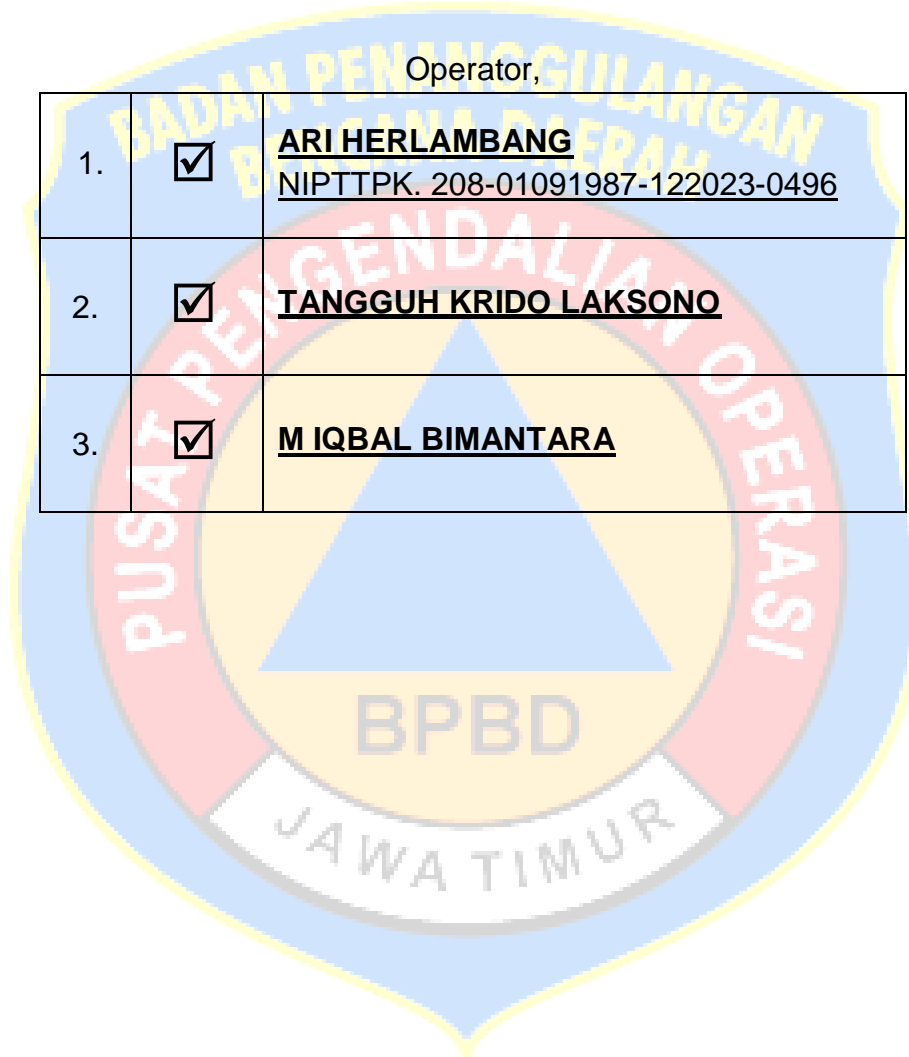 BADAN PENANGGULANGAN
BENCANA DAERAH
Operator,
1. ☑ ARI HERLAMBANG
NIPTTPK. 208-01091987-122023-0496
2. ☑ TANGGUH KRIDO LAKSONO
3. ☑ M IQBAL BIMANTARA
PUSAT PENGENDALIAN OPERASI
BPBD
JAWA TIMUR